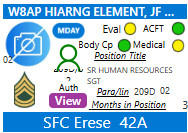 W8AP HIARNG ELEMENT, JF ...
MDAY
Eval
ACFT
Body Cp
Medical
Position Title
02
SR HUMAN RESOURCES
SGT
Para/lin 209D 02
Auth
View
Months in Position 3
SFC Erese 42A